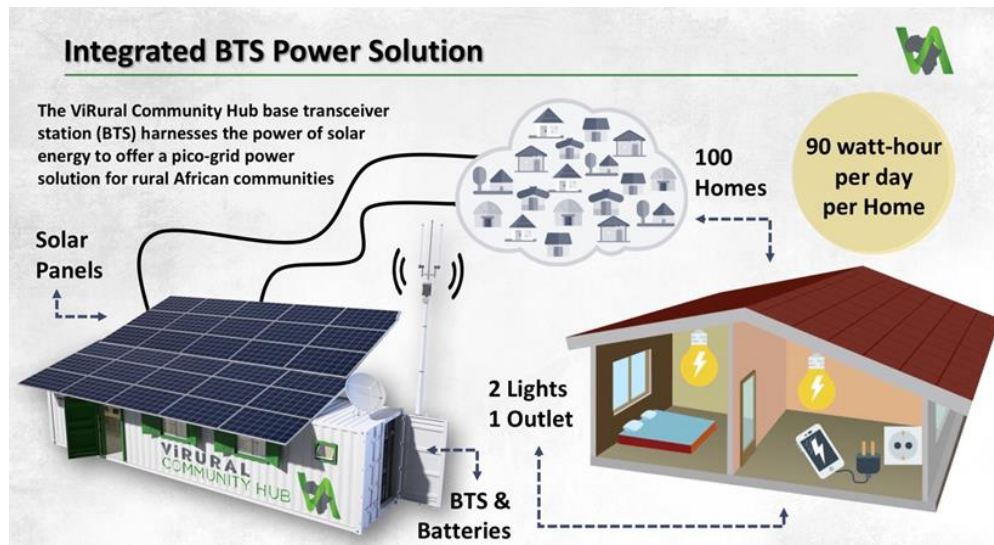 Integrated BTS Power Solution
The ViRural Community Hub base transceiver
station (BTS) harnesses the power of solar
energy to offer a pico-grid power
solution for rural African communities
100
Homes
90 watt-hour
per day
per Home
Solar
Panels
2 Lights
1 Outlet
ViRURAL
COMMUNITY HUB
BTS &
Batteries